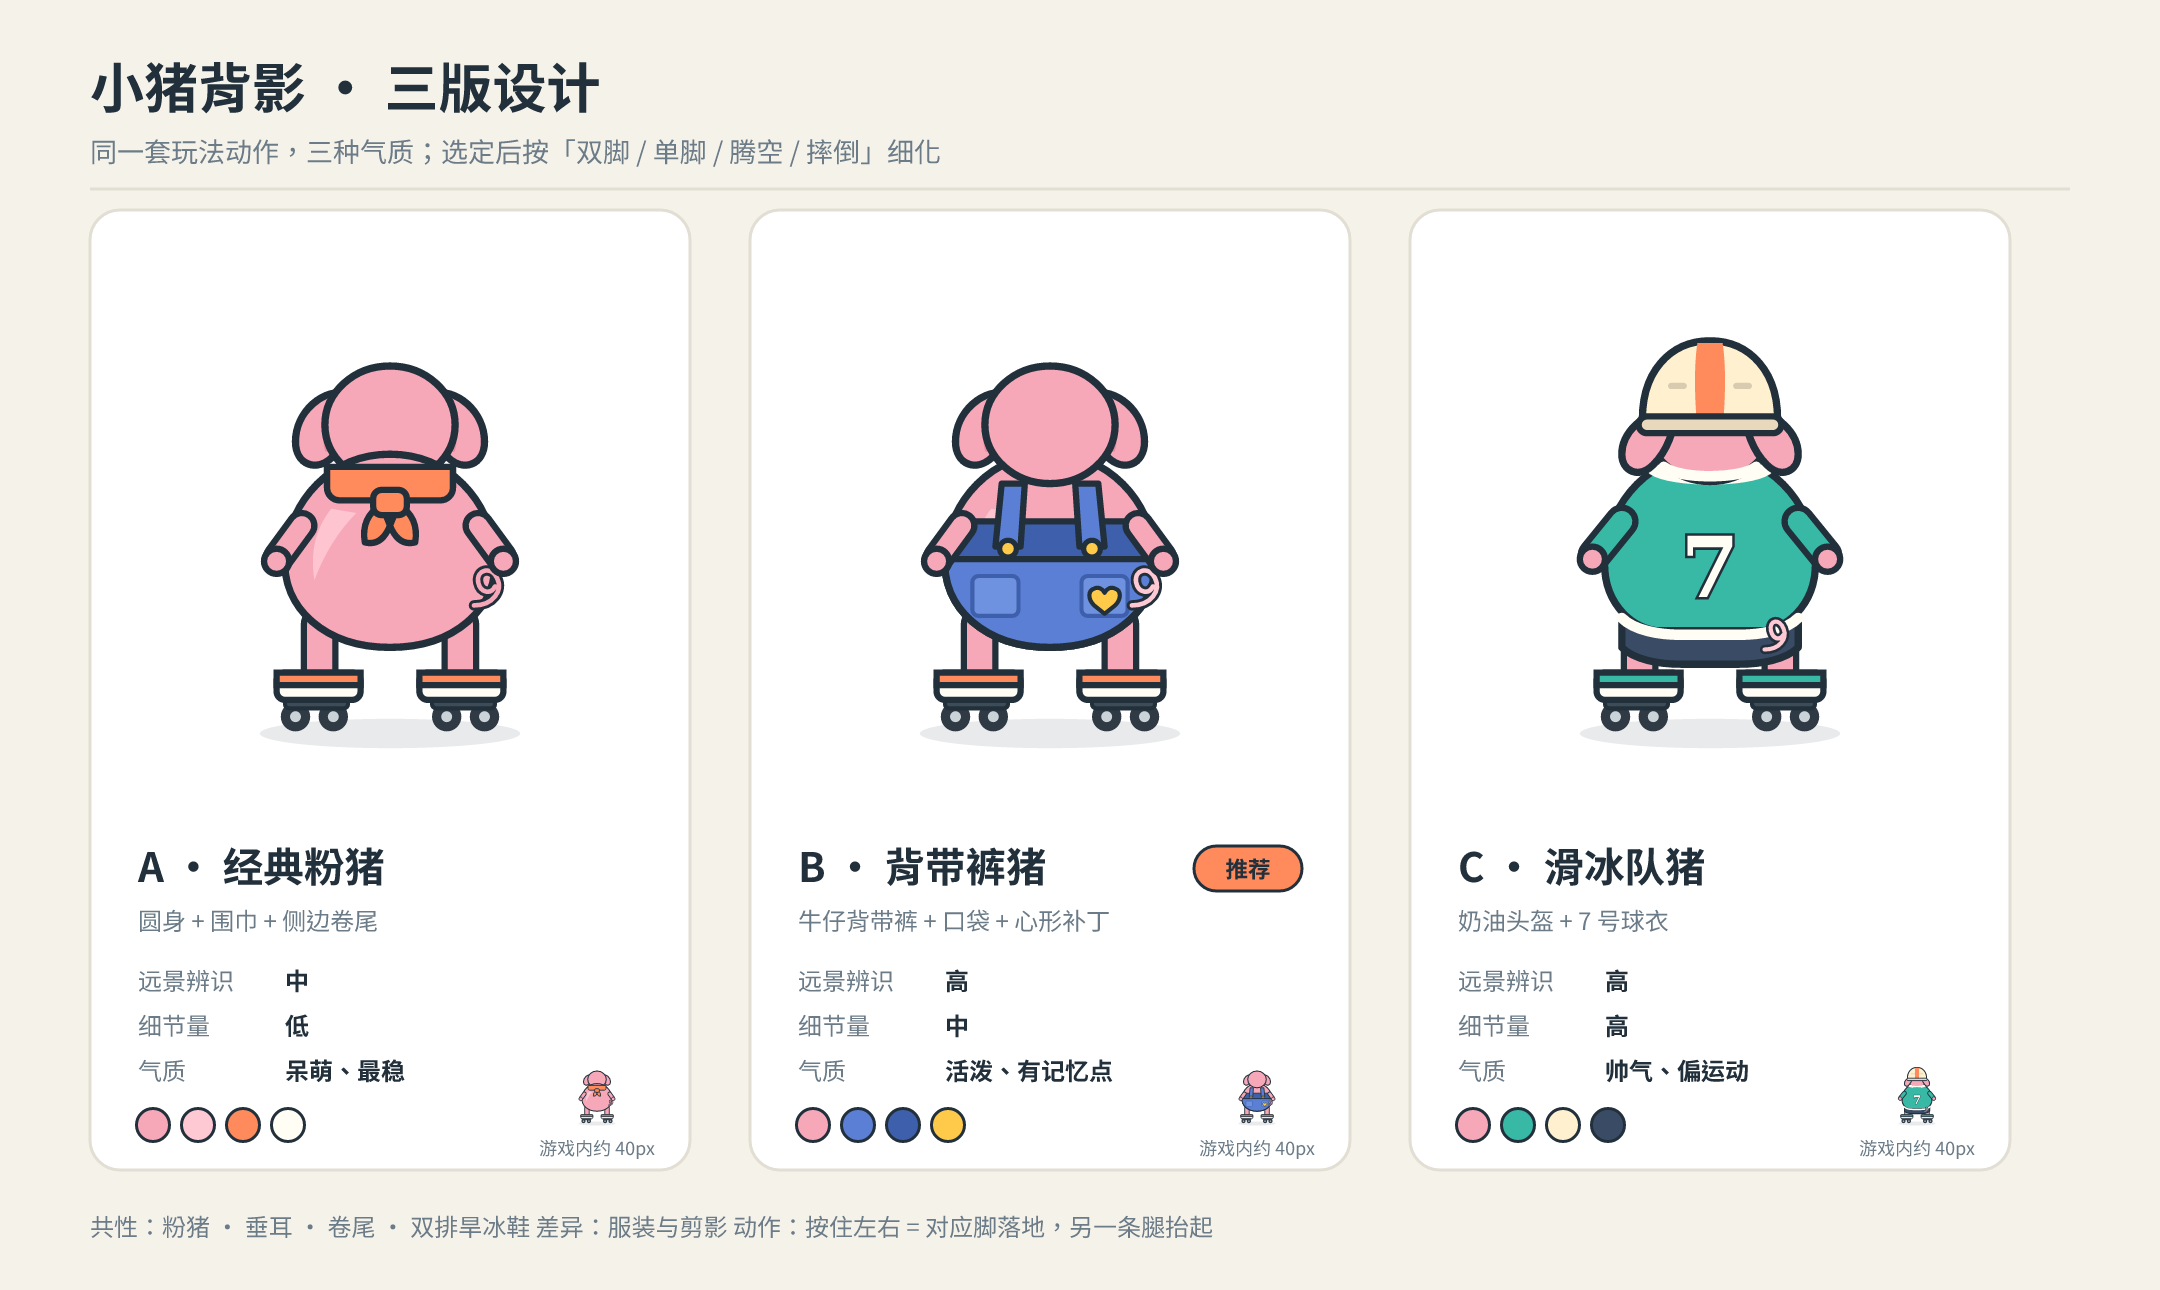 小猪背影 · 三版设计
同一套玩法动作，三种气质；选定后按「双脚 / 单脚 / 腾空 / 摔倒」细化
7
A · 经典粉猪
圆身 + 围巾 + 侧边卷尾
远景辨识 中
细节量 低
气质 呆萌、最稳
游戏内约 40px
B · 背带裤猪
推荐
牛仔背带裤 + 口袋 + 心形补丁
远景辨识 高
细节量 中
气质 活泼、有记忆点
游戏内约 40px
C · 滑冰队猪
奶油头盔 + 7 号球衣
远景辨识 高
细节量 高
气质 帅气、偏运动
7
游戏内约 40px
共性：粉猪 · 垂耳 · 卷尾 · 双排旱冰鞋 差异：服装与剪影 动作：按住左右 = 对应脚落地，另一条腿抬起